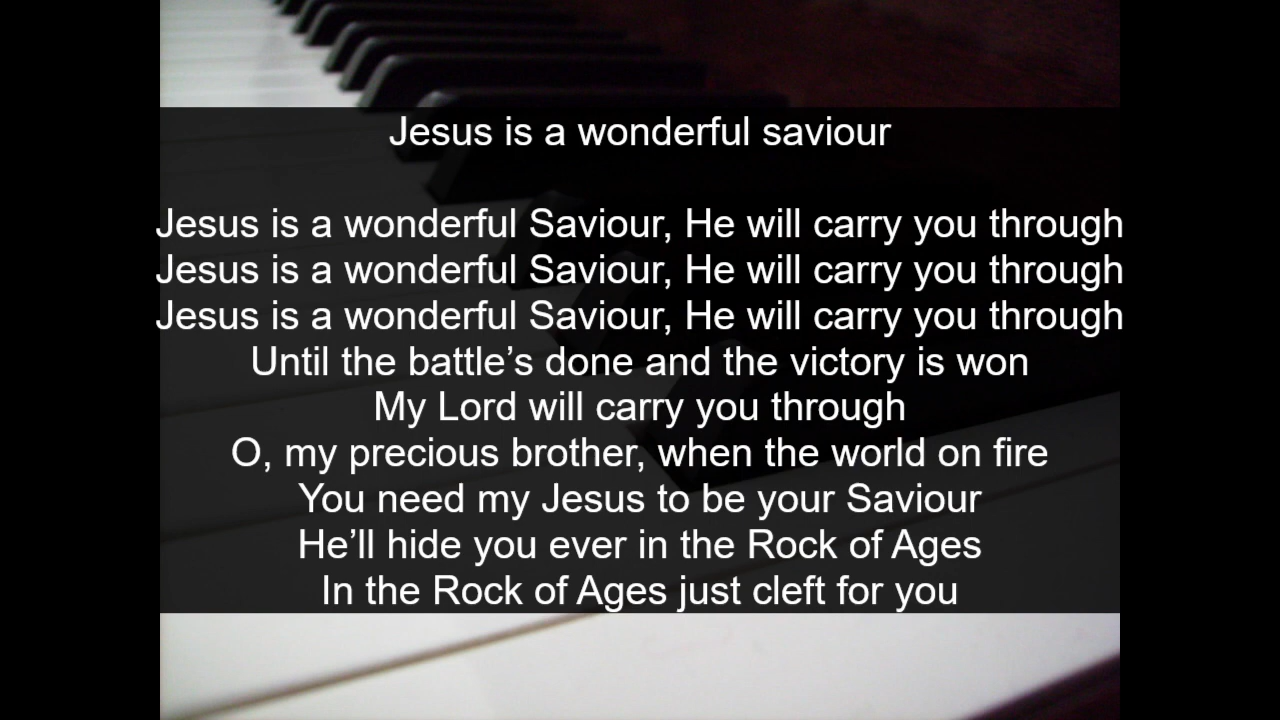 Jesus is a wonderful saviour
Jesus is a wonderful Saviour, He will carry you through
Jesus is a wonderful Saviour, He will carry you through
Jesus is a wonderful Saviour, He will carry you through
Until the battle’s done and the victory is won
My Lord will carry you through
O, my precious brother, when the world on fire
You need my Jesus to be your Saviour
He’ll hide you ever in the Rock of Ages
In the Rock of Ages just cleft for you